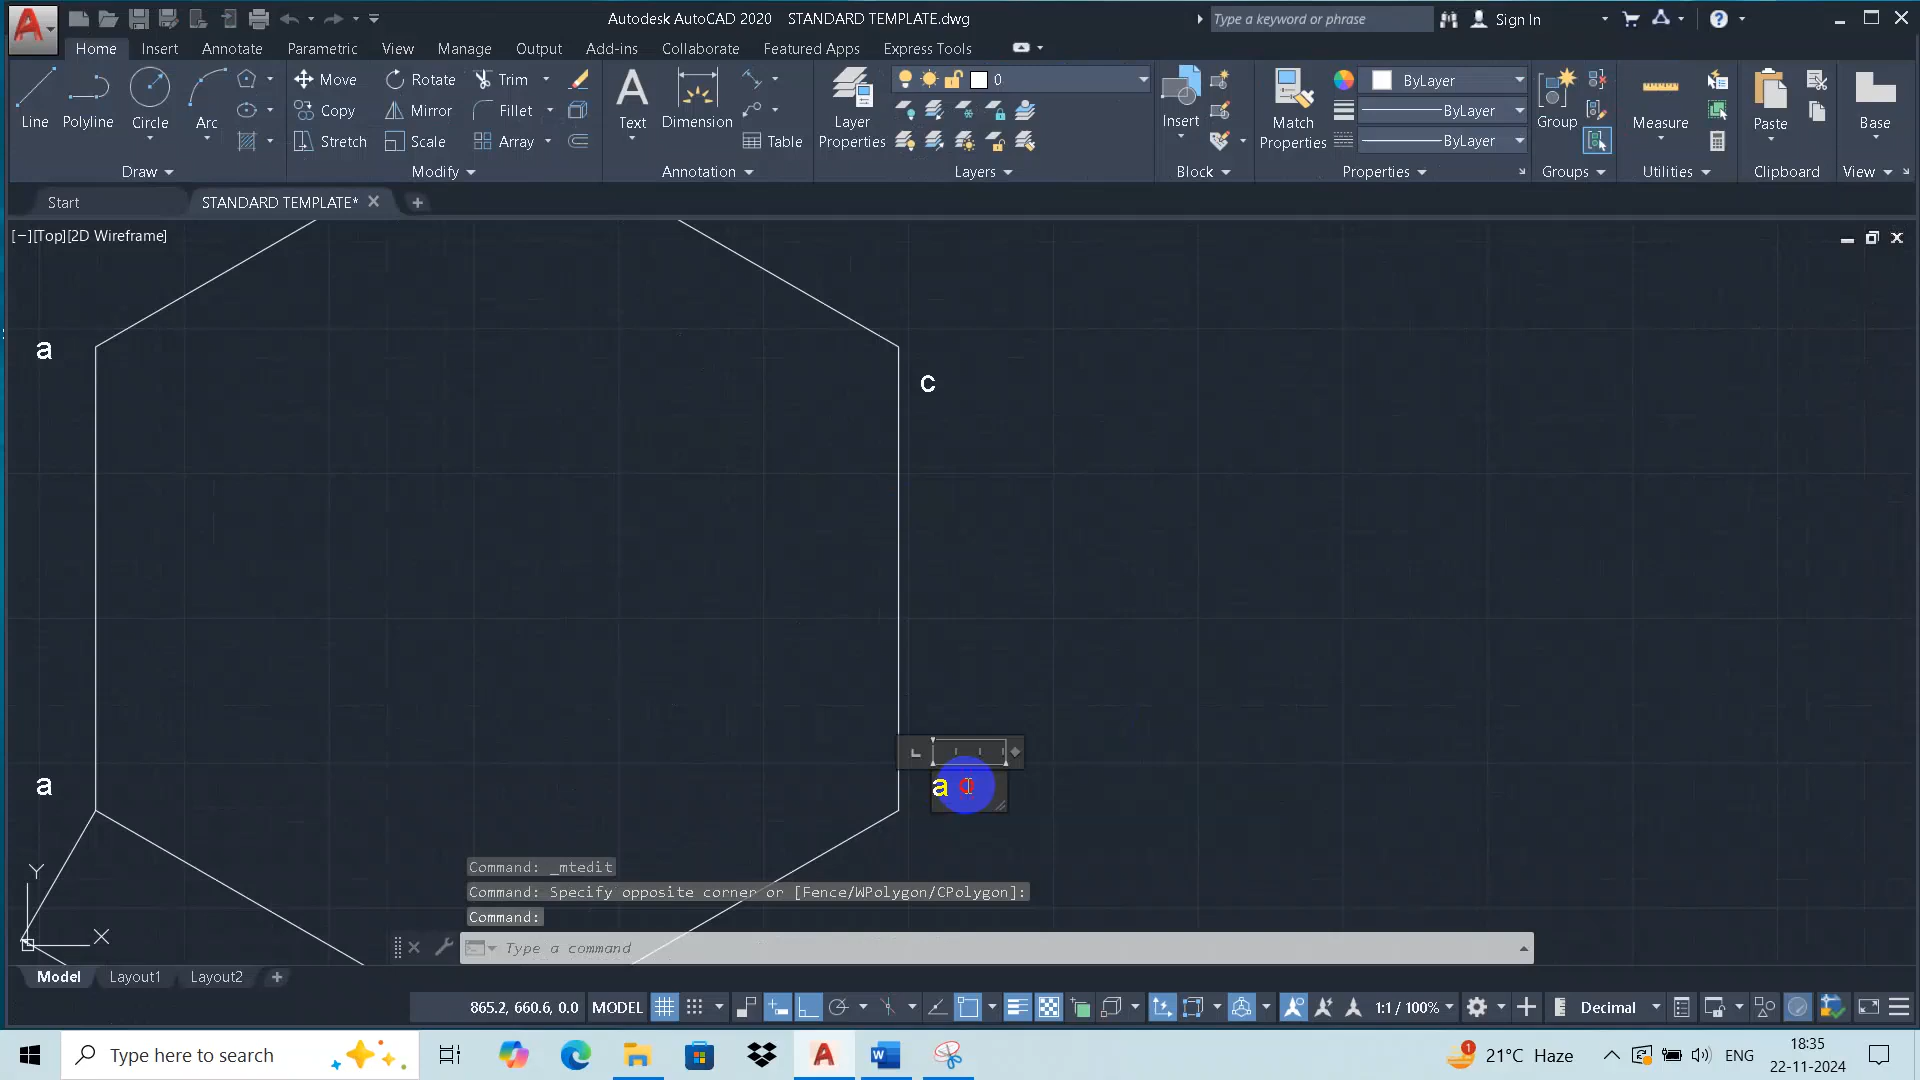 Autodesk AutoCAD 2020 STANDARD TEMPLATE.dwg
Type a keyword or phrase
Sign In
Home Insert Annotate Parametric View Manage Output Add-ins Collaborate Featured Apps Express Tools
Line Polyline Circle Arc
Draw
Move Rotate Trim
Copy Mirror Fillet
Stretch Scale Array
Modify
Text Dimension Table
Annotation
Layer Properties
0
Layers
Insert
Block
Match Properties
ByLayer
ByLayer
ByLayer
Properties
Group
Groups
Measure
Utilities
Paste
Clipboard
Base
View
Start STANDARD TEMPLATE*
[−][Top][2D Wireframe]
a
c
a
a
Y
X
Command: _mtedit
Command: Specify opposite corner or [Fence/WPolygon/CPolygon]:
Command:
Type a command
Model Layout1 Layout2
865.2, 660.6, 0.0 MODEL 1:1 / 100% Decimal
Type here to search
1
21°C Haze
ENG
18:35
22-11-2024